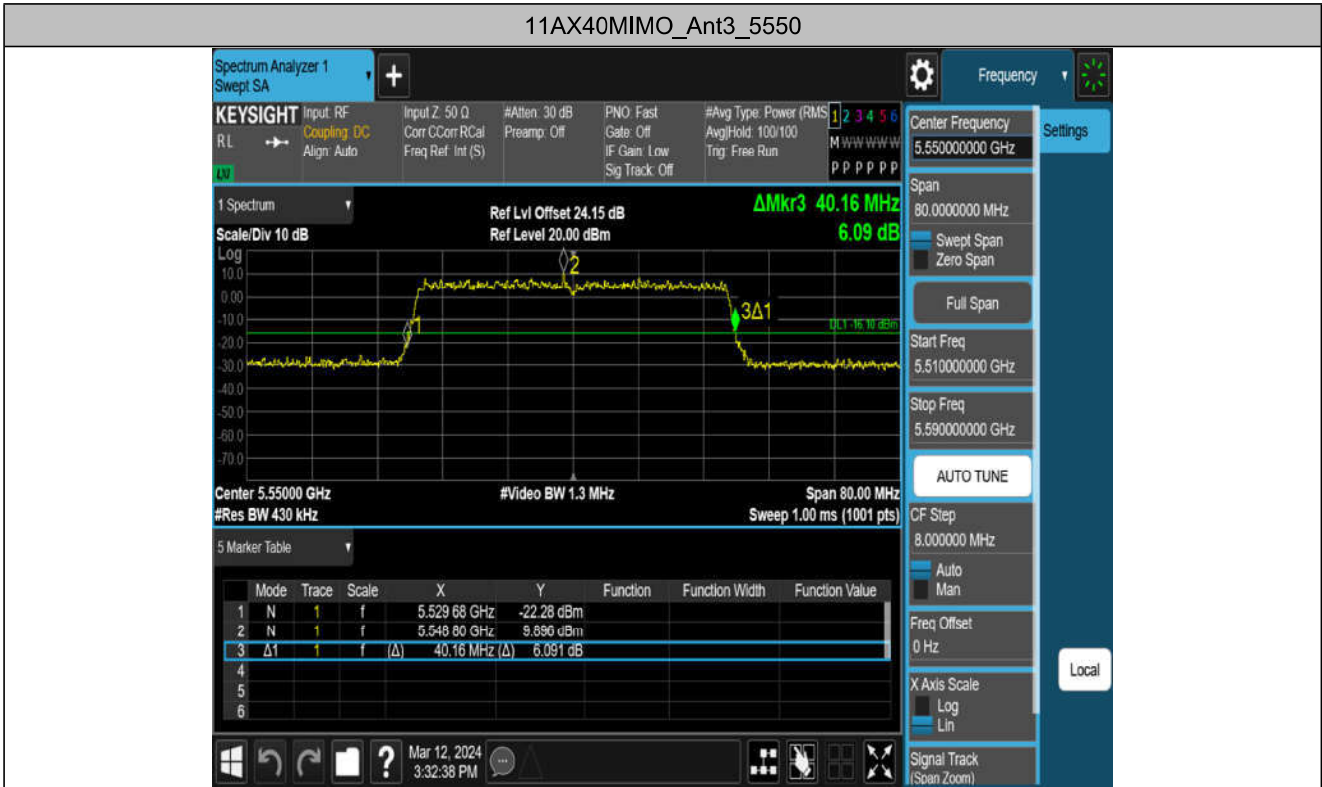 11AX40MIMO_Ant3_5550
Spectrum Analyzer 1
Swept SA
+
Frequency
KEYSIGHT
RL
LXI
Input: RF
Coupling: DC
Align: Auto
Input Z: 50 Ω
Corr CCorr RCal
Freq Ref: Int (S)
#Atten: 30 dB
Preamp: Off
PNO: Fast
Gate: Off
IF Gain: Low
Sig Track: Off
#Avg Type: Power (RMS
Avg|Hold: 100/100
Trig: Free Run
1 2 3 4 5 6
M W W W W W
P P P P P P
Center Frequency
5.550000000 GHz
Settings
Span
80.0000000 MHz
Swept Span
Zero Span
Full Span
Start Freq
5.510000000 GHz
Stop Freq
5.590000000 GHz
AUTO TUNE
CF Step
8.000000 MHz
Auto
Man
Freq Offset
0 Hz
X Axis Scale
Log
Lin
Signal Track
(Span Zoom)
Local
1 Spectrum
Scale/Div 10 dB
Ref Lvl Offset 24.15 dB
Ref Level 20.00 dBm
ΔMkr3 40.16 MHz
6.09 dB
Log
10.0
0.00
-10.0
-20.0
-30.0
-40.0
-50.0
-60.0
-70.0
1
2
3Δ1
DL1 -16.10 dBm
Center 5.55000 GHz
#Video BW 1.3 MHz
Span 80.00 MHz
#Res BW 430 kHz
Sweep 1.00 ms (1001 pts)
5 Marker Table
Mode Trace Scale X Y Function Function Width Function Value
1 N 1 f 5.529 68 GHz -22.28 dBm
2 N 1 f 5.548 80 GHz 9.896 dBm
3 Δ1 1 f (Δ) 40.16 MHz (Δ) 6.091 dB
4
5
6
?
Mar 12, 2024
3:32:38 PM